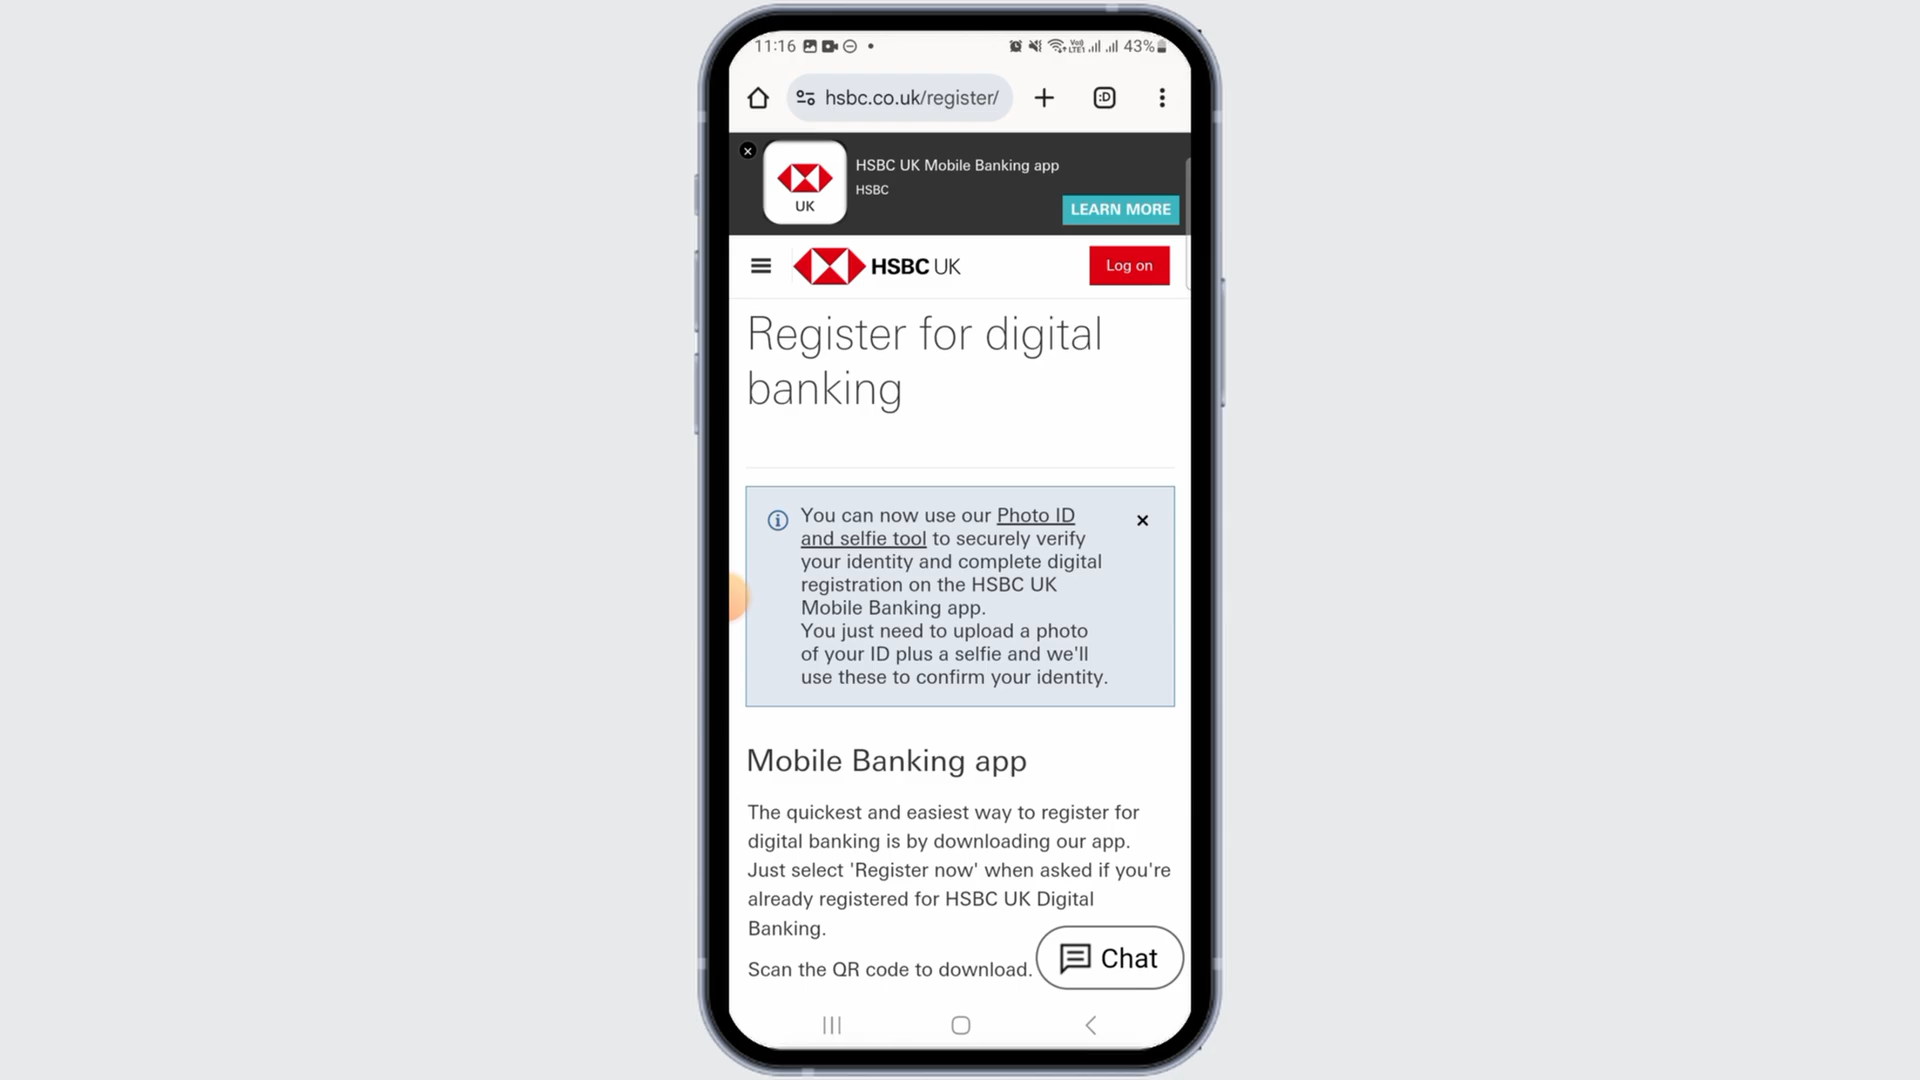 11:16 43%
Vo)) LTE1
hsbc.co.uk/register/ :D
HSBC UK Mobile Banking app
HSBC
UK
LEARN MORE
HSBC UK Log on
Register for digital
banking
You can now use our Photo ID
and selfie tool to securely verify
your identity and complete digital
registration on the HSBC UK
Mobile Banking app.
You just need to upload a photo
of your ID plus a selfie and we'll
use these to confirm your identity.
Mobile Banking app
The quickest and easiest way to register for
digital banking is by downloading our app.
Just select 'Register now' when asked if you're
already registered for HSBC UK Digital
Banking.
Scan the QR code to download.
Chat